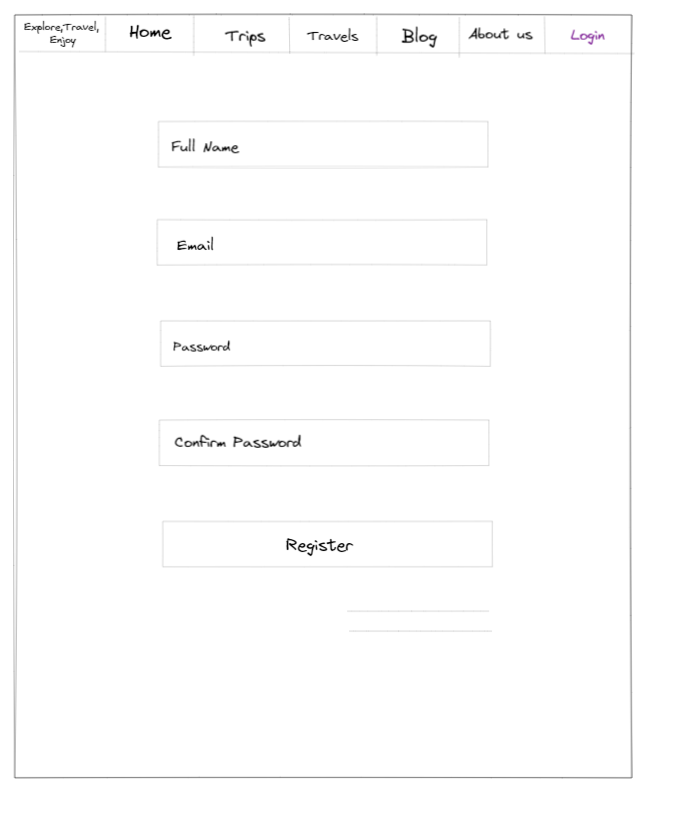 Explore,Travel,
Enjoy
Home
Trips
Travels
Blog
About us
Login
Full Name
Email
Password
Confirm Password
Register